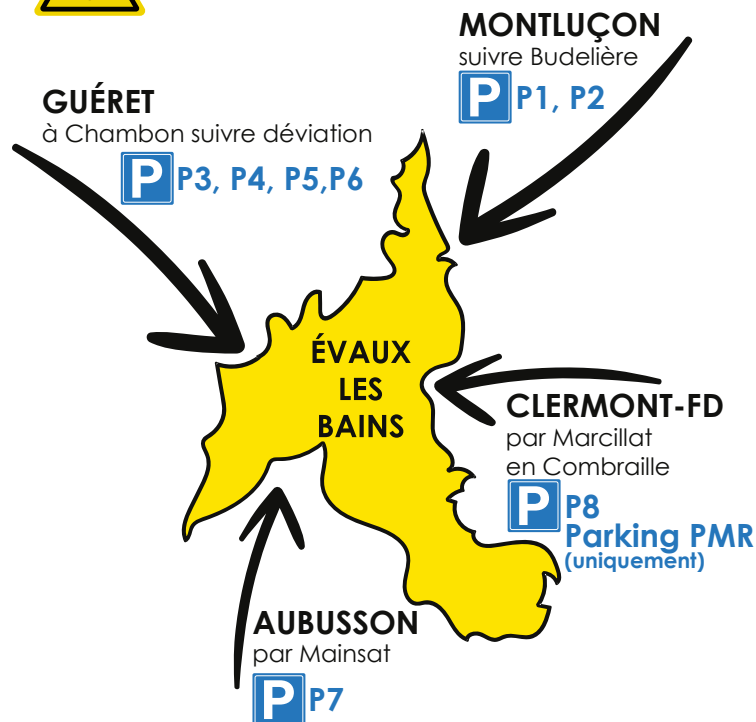 MONTLUÇON
suivre Budelière
P P1, P2
GUÉRET
à Chambon suivre déviation
P P3, P4, P5,P6
ÉVAUX
LES
BAINS
CLERMONT-FD
par Marcillat
en Combraille
P P8
Parking PMR
(uniquement)
AUBUSSON
par Mainsat
P P7